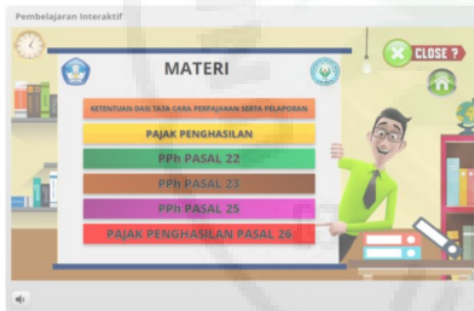 Pembelajaran Interaktif
CLOSE ?
MATERI
KETENTUAN DAN TATA CARA PERPAJAKAN SERTA PELAPORAN
PAJAK PENGHASILAN
PPh PASAL 22
PPh PASAL 23
PPh PASAL 25
PAJAK PENGHASILAN PASAL 26